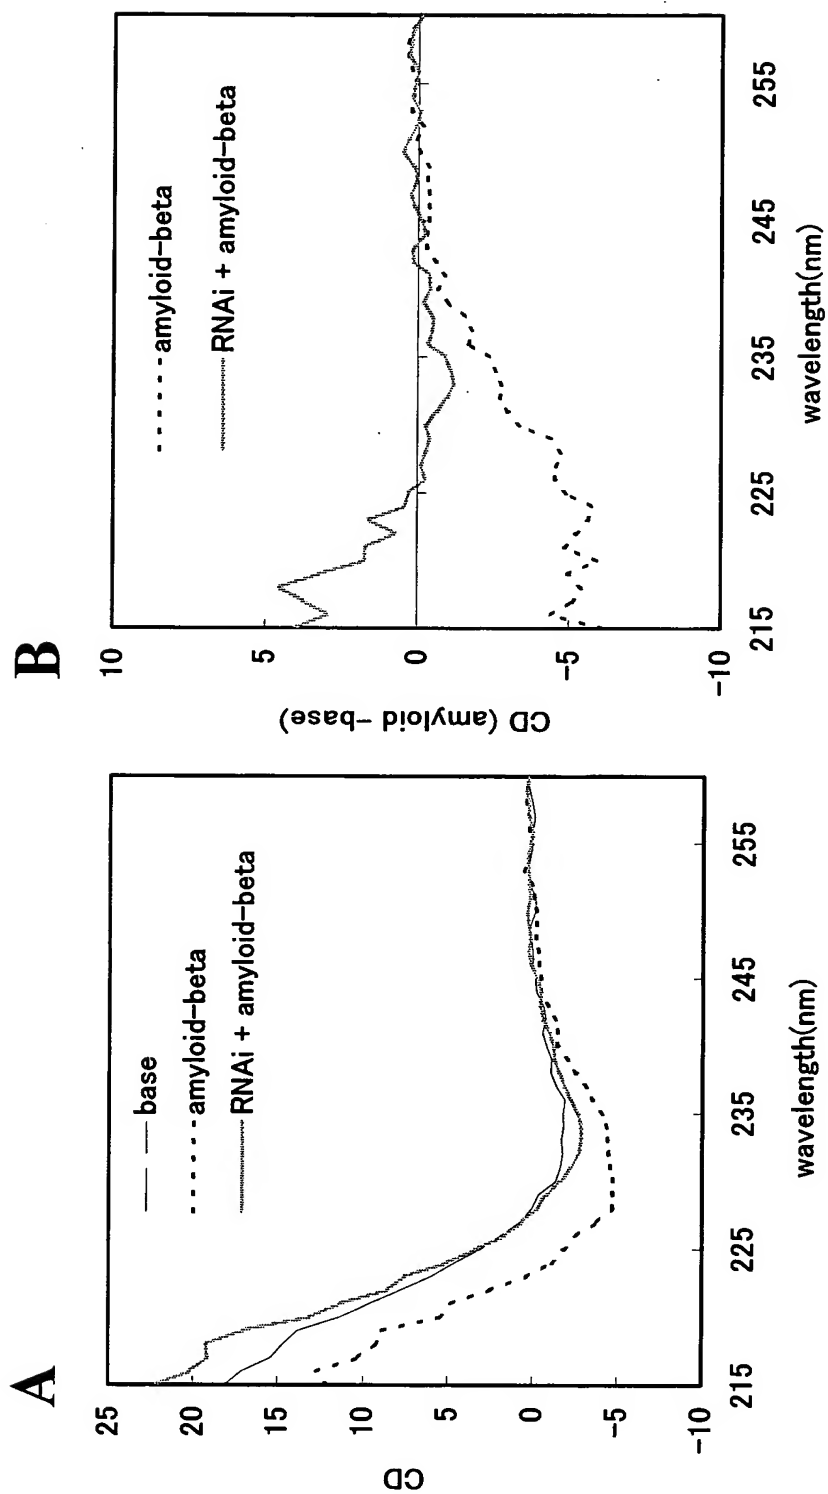 A
CD
25
20
15
10
5
0
-5
-10
215
225
235
245
255
wavelength(nm)
base
amyloid-beta
RNAi + amyloid-beta
B
CD (amyloid -base)
10
5
0
-5
-10
215
225
235
245
255
wavelength(nm)
amyloid-beta
RNAi + amyloid-beta